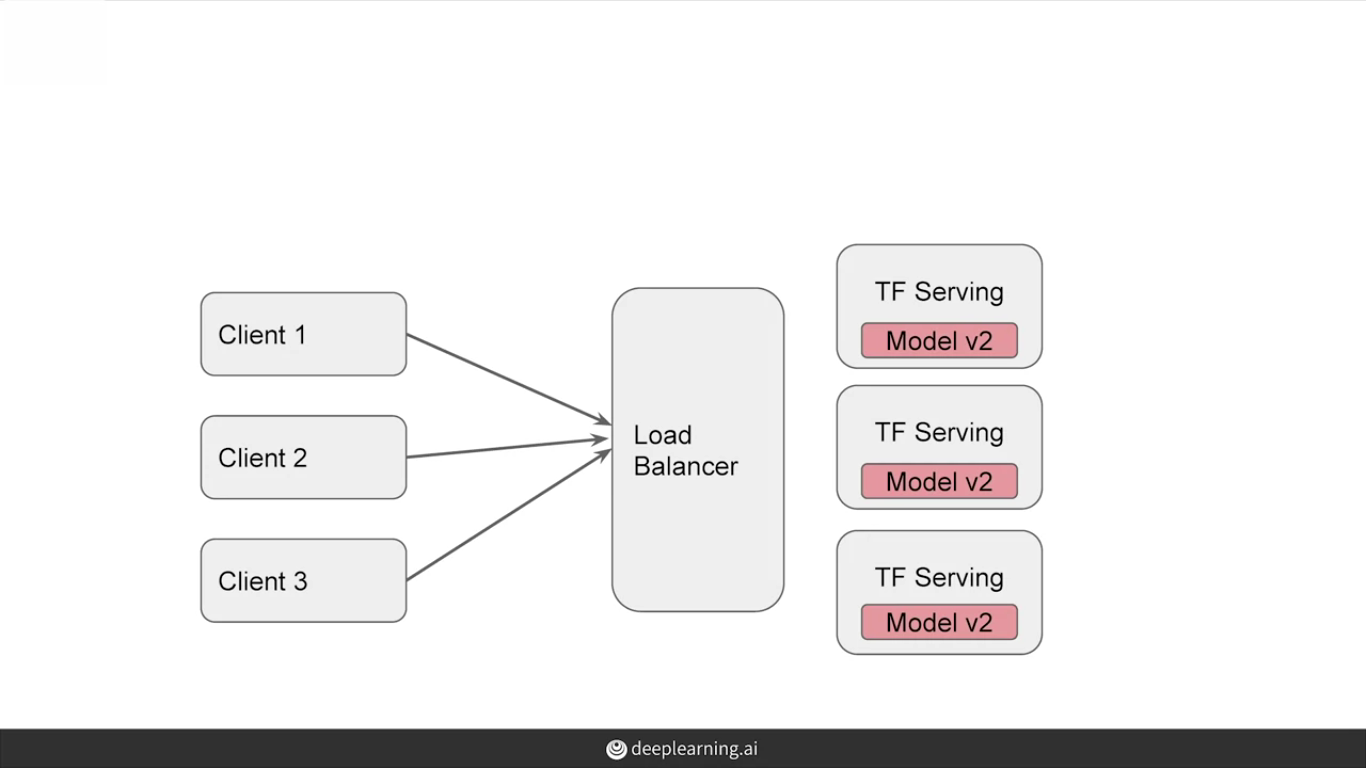 Client 1
Client 2
Client 3
Load
Balancer
TF Serving
Model v2
TF Serving
Model v2
TF Serving
Model v2
deeplearning.ai